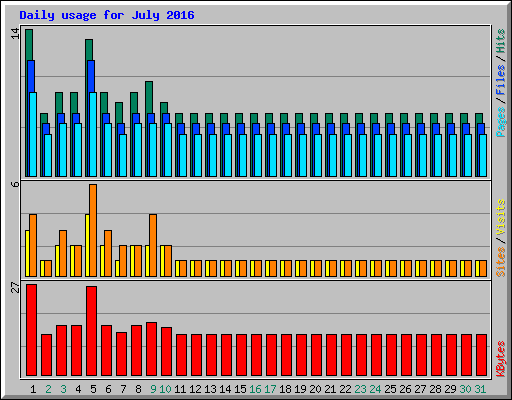 Daily usage for July 2016
14
Pages / Files / Hits
6
Sites / Visits
27
KBytes
1 2 3 4 5 6 7 8 9 10 11 12 13 14 15 16 17 18 19 20 21 22 23 24 25 26 27 28 29 30 31